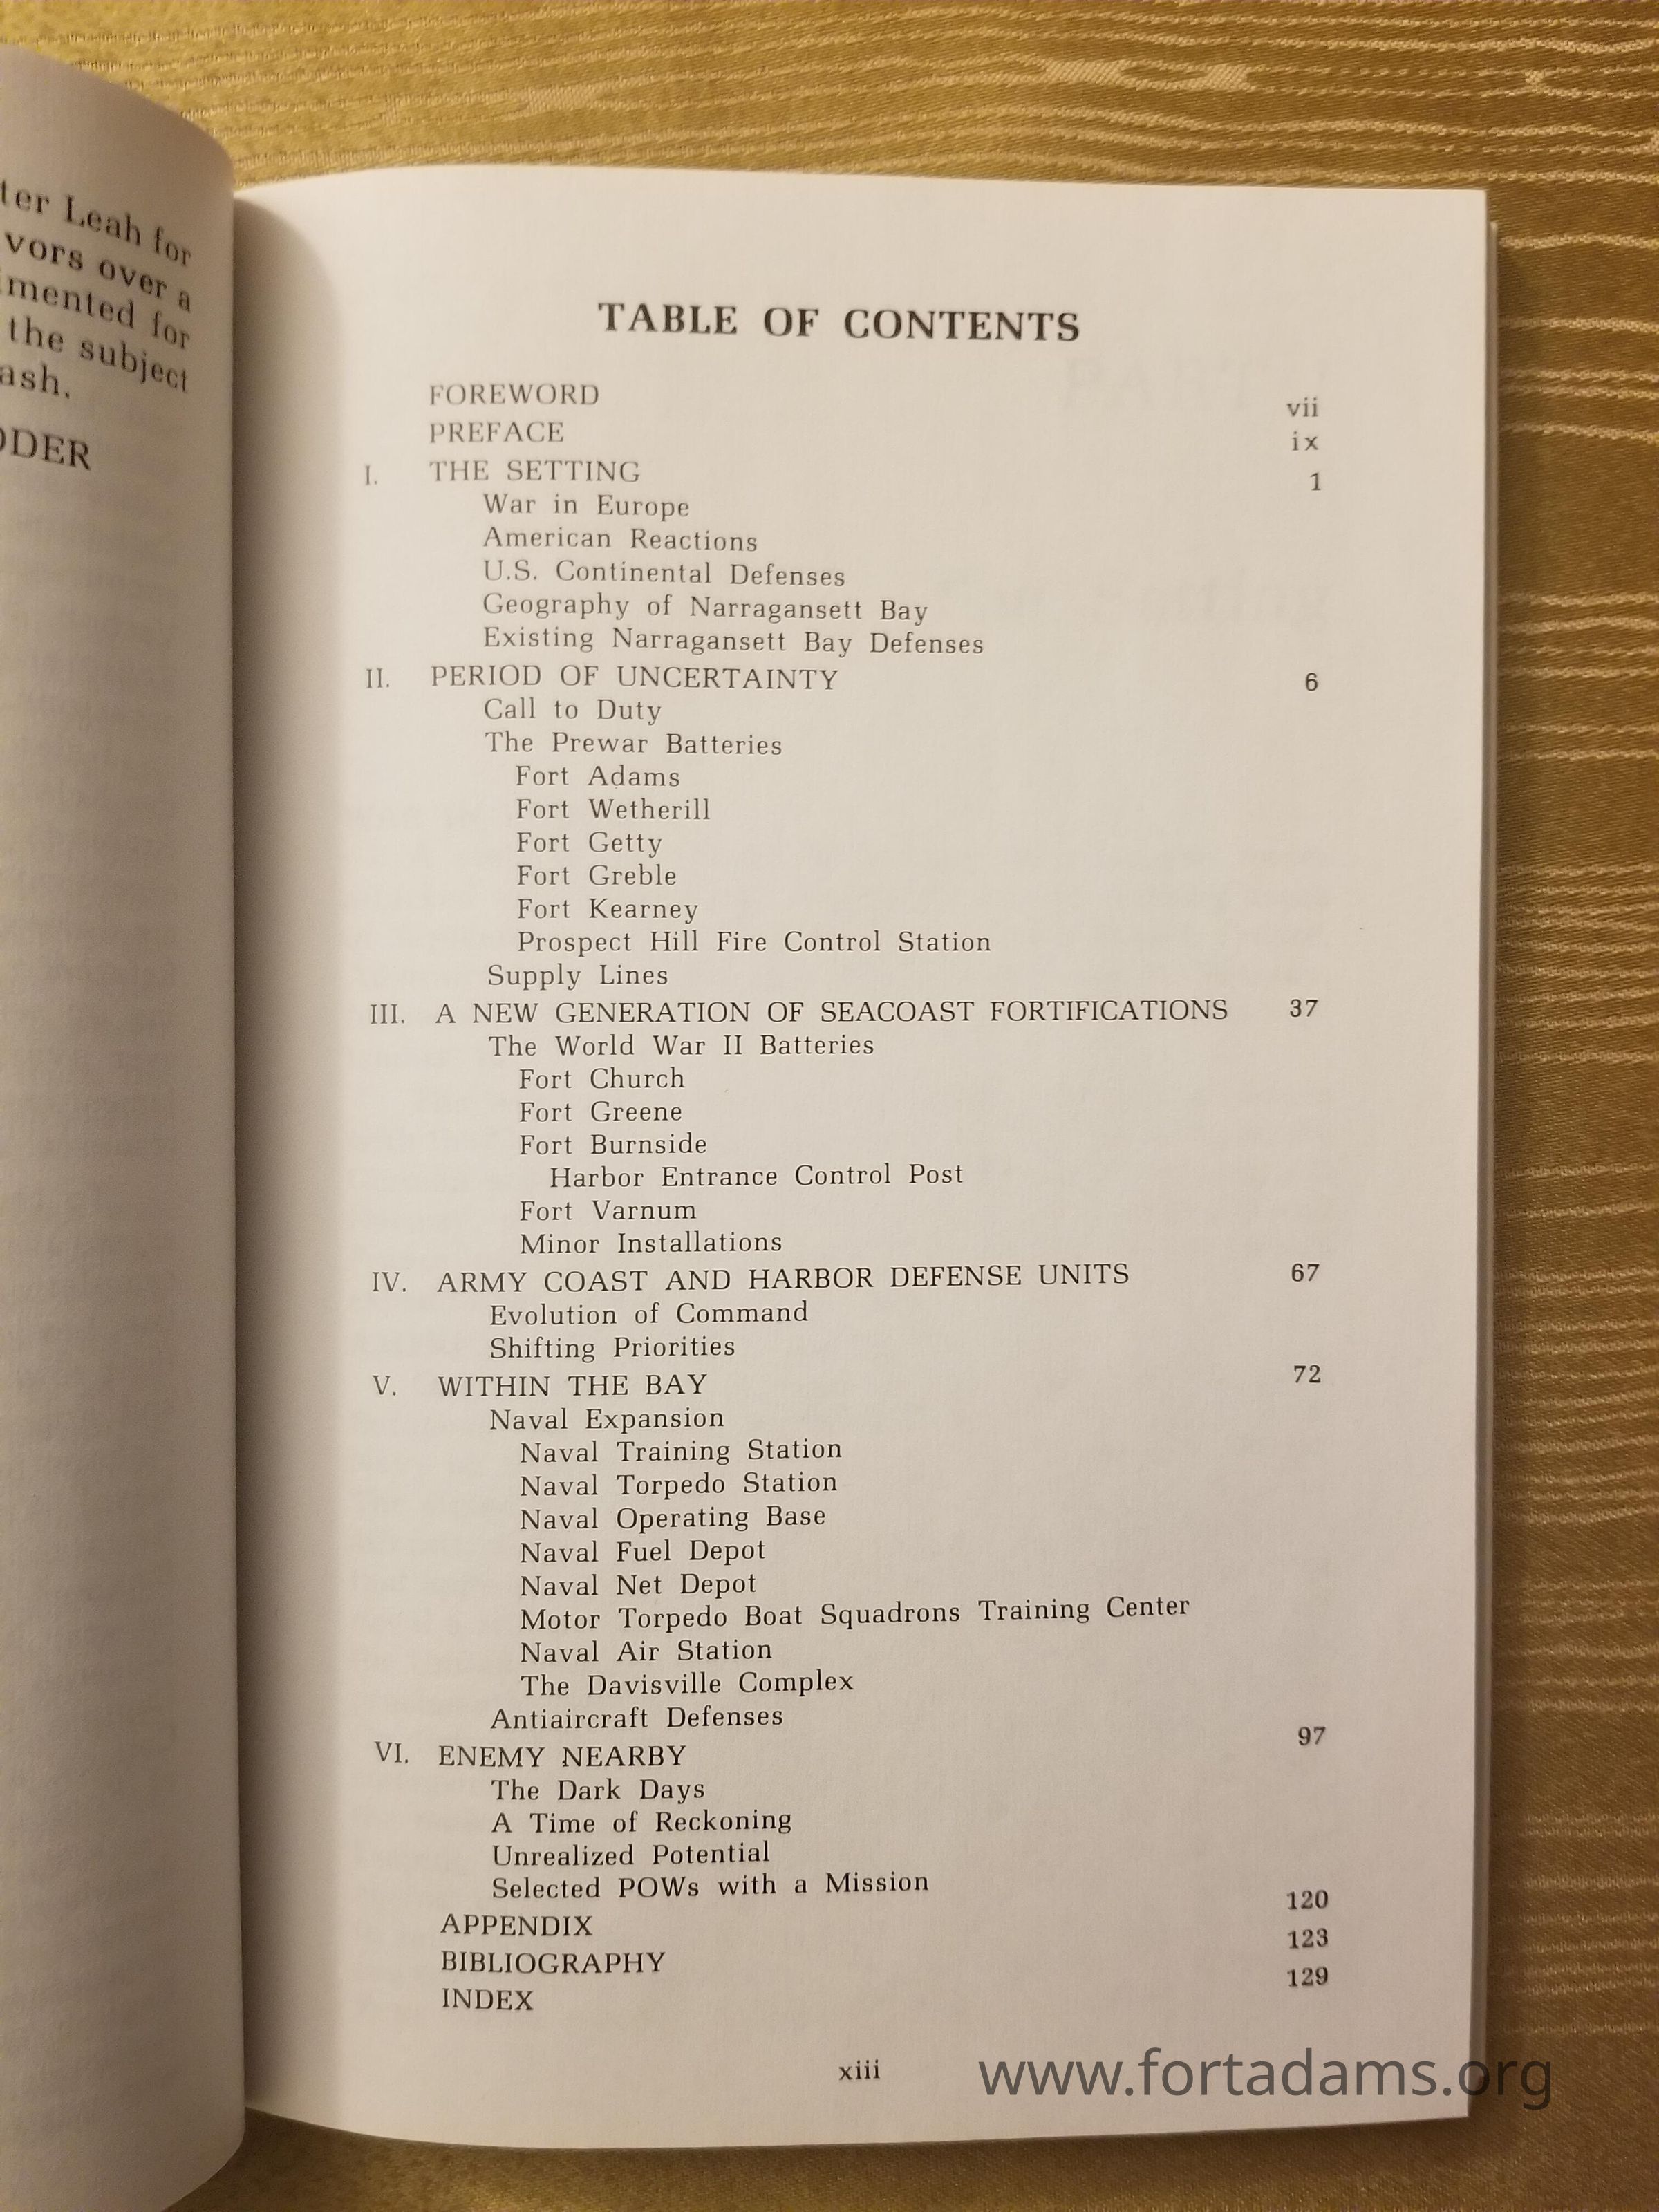 ter Leah for
vors over a
imented for
the subject
ash.
DDER
TABLE OF CONTENTS
FOREWORD vii
PREFACE ix
I. THE SETTING 1
War in Europe
American Reactions
U.S. Continental Defenses
Geography of Narragansett Bay
Existing Narragansett Bay Defenses
II. PERIOD OF UNCERTAINTY 6
Call to Duty
The Prewar Batteries
Fort Adams
Fort Wetherill
Fort Getty
Fort Greble
Fort Kearney
Prospect Hill Fire Control Station
Supply Lines
III. A NEW GENERATION OF SEACOAST FORTIFICATIONS 37
The World War II Batteries
Fort Church
Fort Greene
Fort Burnside
Harbor Entrance Control Post
Fort Varnum
Minor Installations
IV. ARMY COAST AND HARBOR DEFENSE UNITS 67
Evolution of Command
Shifting Priorities
V. WITHIN THE BAY 72
Naval Expansion
Naval Training Station
Naval Torpedo Station
Naval Operating Base
Naval Fuel Depot
Naval Net Depot
Motor Torpedo Boat Squadrons Training Center
Naval Air Station
The Davisville Complex
Antiaircraft Defenses
VI. ENEMY NEARBY 97
The Dark Days
A Time of Reckoning
Unrealized Potential
Selected POWs with a Mission
APPENDIX 120
BIBLIOGRAPHY 123
INDEX 129
xiii
www.fortadams.org